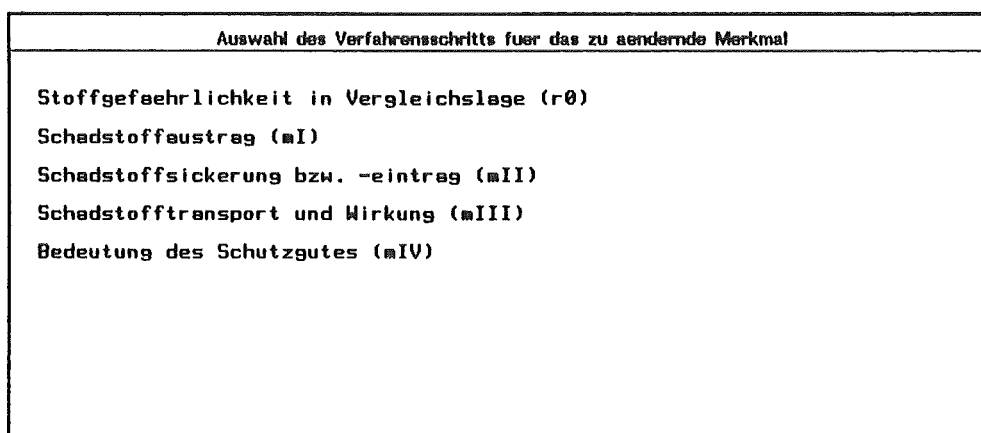 Auswahl des Verfahrensschritts fuer das zu aendernde Merkmal
Stoffgefaehrlichkeit in Vergleichslage (r0)
Schadstoffaustrag (mI)
Schadstoffsickerung bzw. -eintrag (mII)
Schadstofftransport und Wirkung (mIII)
Bedeutung des Schutzgutes (mIV)